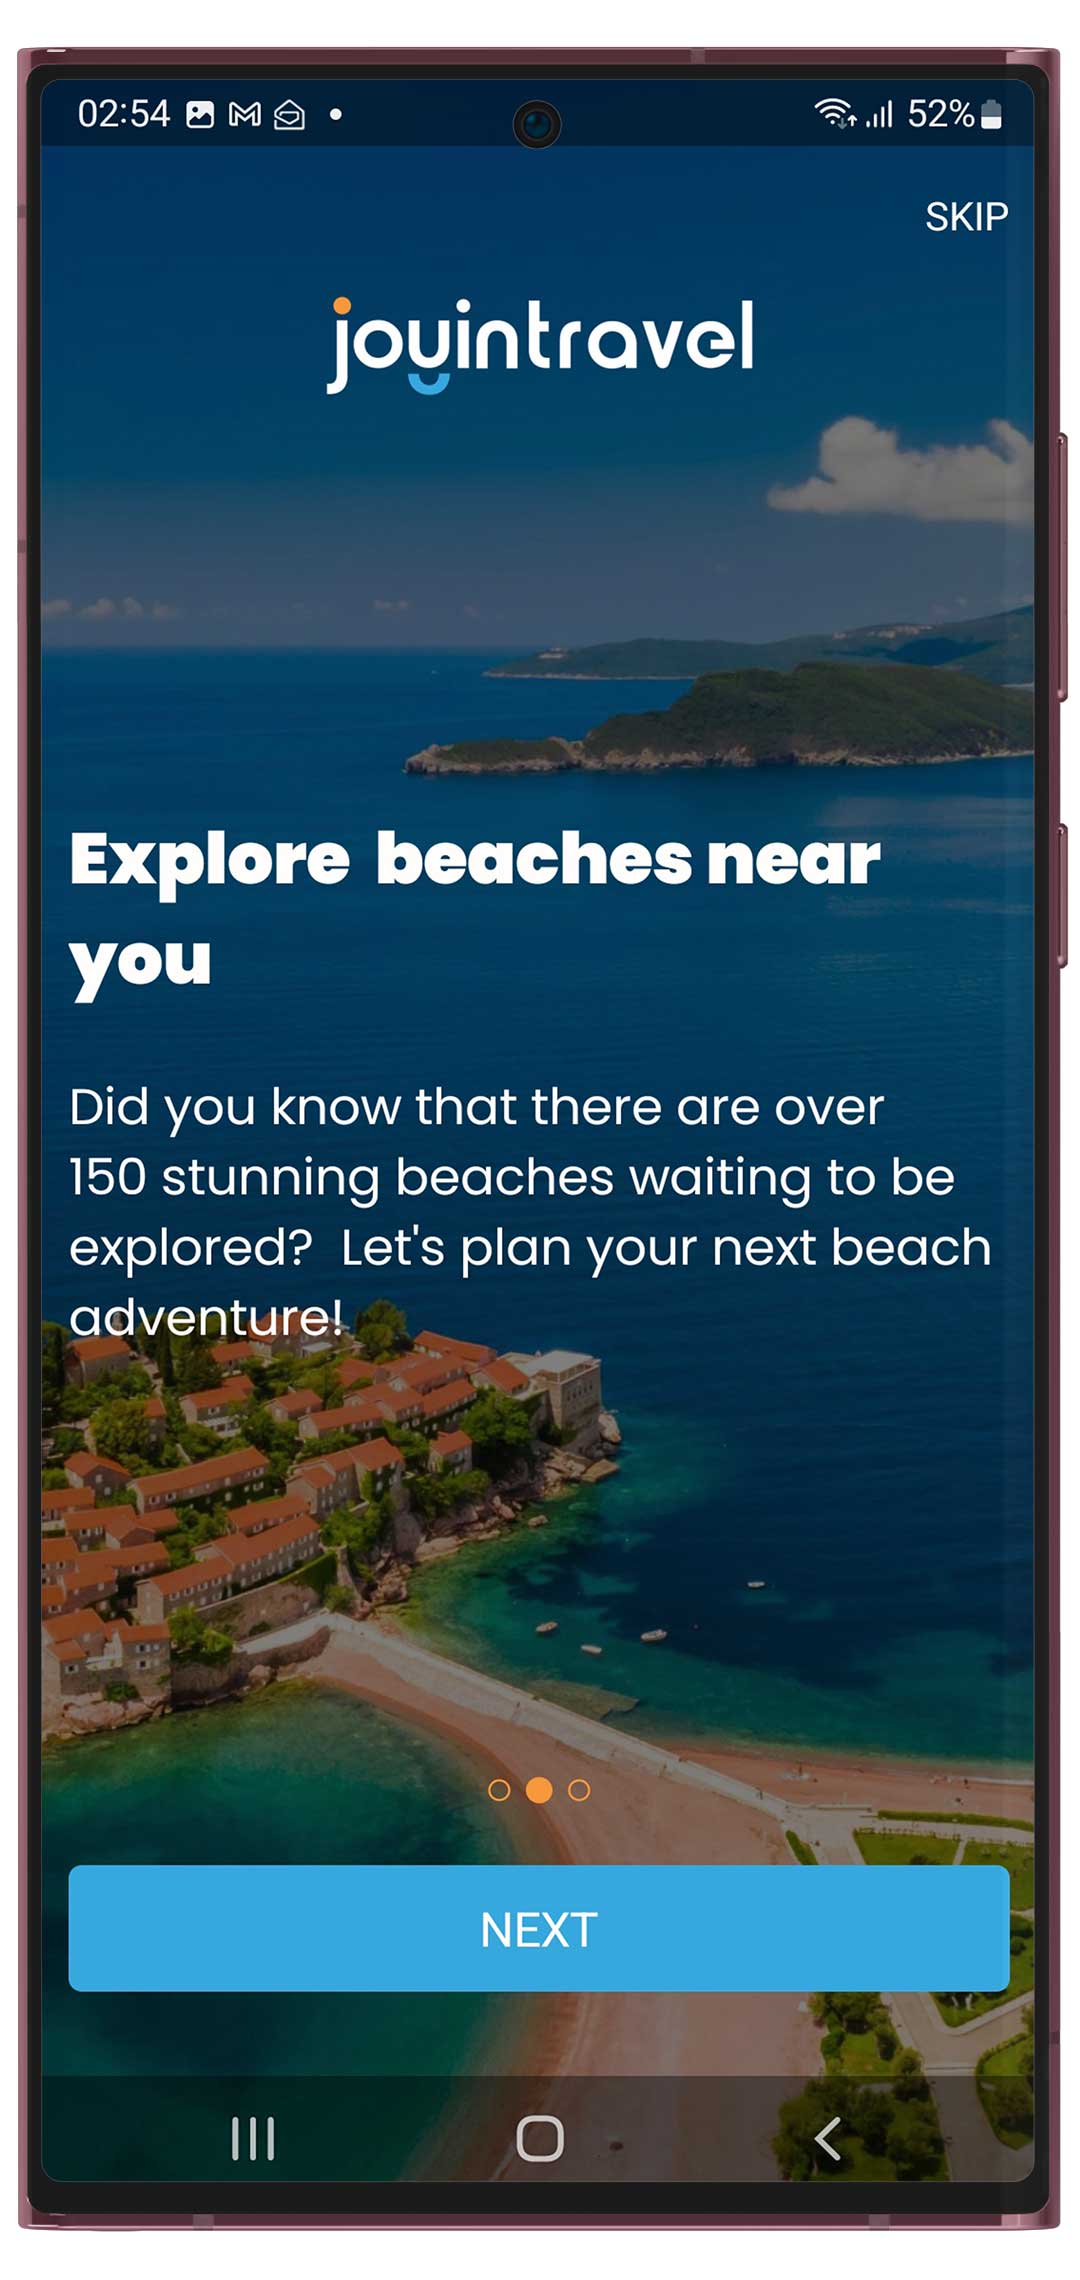 02:54
52%
SKIP
joyintravel
Explore beaches near
you
Did you know that there are over
150 stunning beaches waiting to be
explored? Let's plan your next beach
adventure!
NEXT